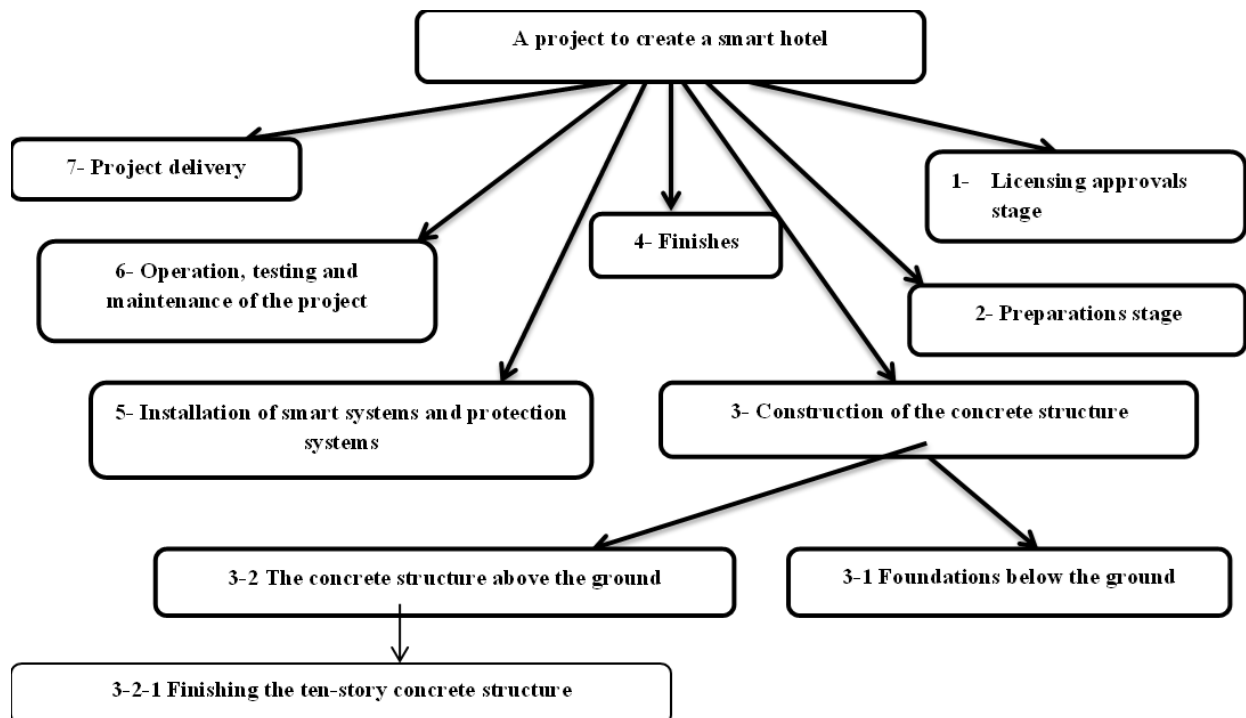 A project to create a smart hotel
7- Project delivery
1- Licensing approvals
stage
4- Finishes
6- Operation, testing and
maintenance of the project
2- Preparations stage
5- Installation of smart systems and protection
systems
3- Construction of the concrete structure
3-2 The concrete structure above the ground
3-1 Foundations below the ground
3-2-1 Finishing the ten-story concrete structure